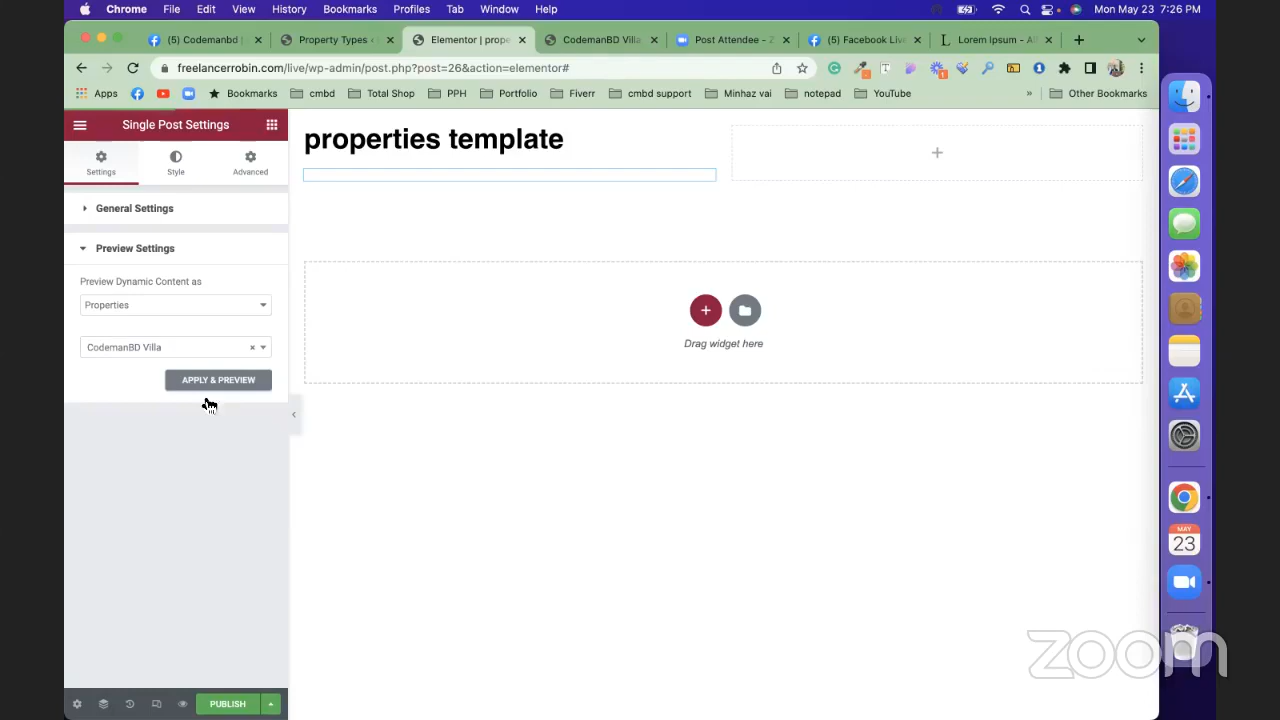 Chrome File Edit View History Bookmarks Profiles Tab Window Help Mon May 23 7:26 PM
(5) Codemanbd | Property Types ‹ Elementor | prope CodemanBD Villa Post Attendee - Z (5) Facebook Live Lorem Ipsum - Al
freelancerrobin.com/live/wp-admin/post.php?post=26&action=elementor#
Apps Bookmarks cmbd Total Shop PPH Portfolio Fiverr cmbd support Minhaz vai notepad YouTube » Other Bookmarks
Single Post Settings
Settings Style Advanced
General Settings
Preview Settings
Preview Dynamic Content as
Properties
CodemanBD Villa
APPLY & PREVIEW
PUBLISH
properties template
Drag widget here
MAY
23
zoom